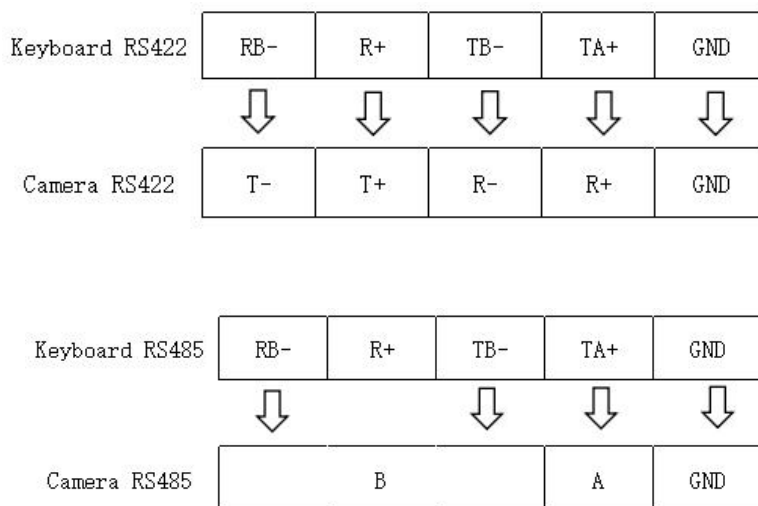 Keyboard RS422 RB- R+ TB- TA+ GND
Camera RS422 T- T+ R- R+ GND
Keyboard RS485 RB- R+ TB- TA+ GND
Camera RS485 B A GND